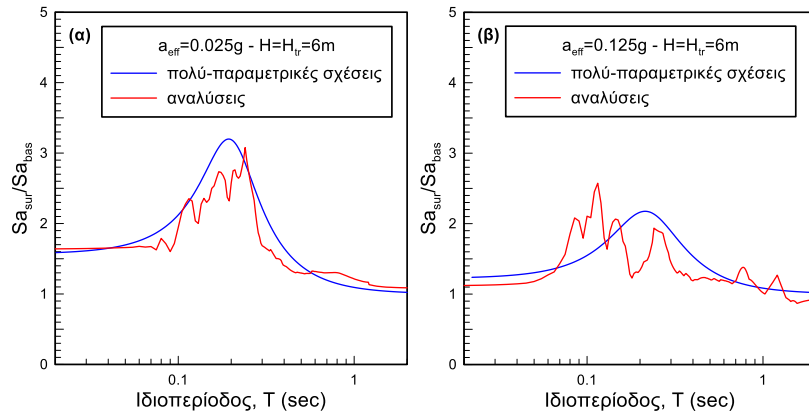 (α)
a_eff=0.025g - H=H_tr=6m
πολύ-παραμετρικές σχέσεις
αναλύσεις
5
4
3
2
1
0
Sa_sur/Sa_bas
0.1
1
Ιδιοπερίοδος, T (sec)
(β)
a_eff=0.125g - H=H_tr=6m
πολύ-παραμετρικές σχέσεις
αναλύσεις
5
4
3
2
1
0
Sa_sur/Sa_bas
0.1
1
Ιδιοπερίοδος, T (sec)